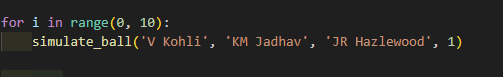 for i in range(0, 10):
    simulate_ball('V Kohli', 'KM Jadhav', 'JR Hazlewood', 1)